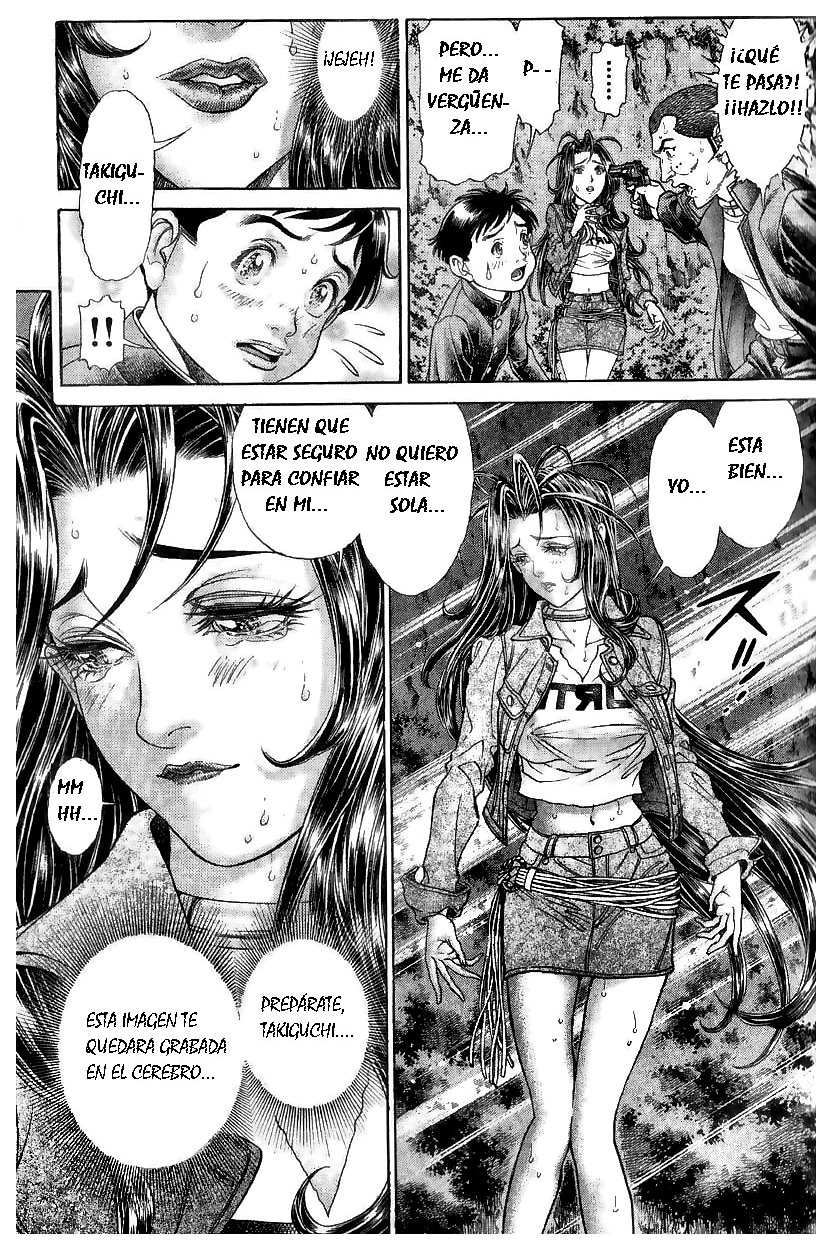 ¡¿QUÉ
TE PASA?!
¡¡HAZLO!!
.....
P--
PERO...
ME DA
VERGÜEN-
ZA...
¡JEJEH!
TAKIGU-
CHI...
!!
ESTA
BIEN...
YO...
NO QUIERO
ESTAR
SOLA...
TIENEN QUE
ESTAR SEGURO
PARA CONFIAR
EN MI...
ス゛
MM
HH...
PREPÁRATE,
TAKIGUCHI....
ESTA IMAGEN TE
QUEDARA GRABADA
EN EL CEREBRO...